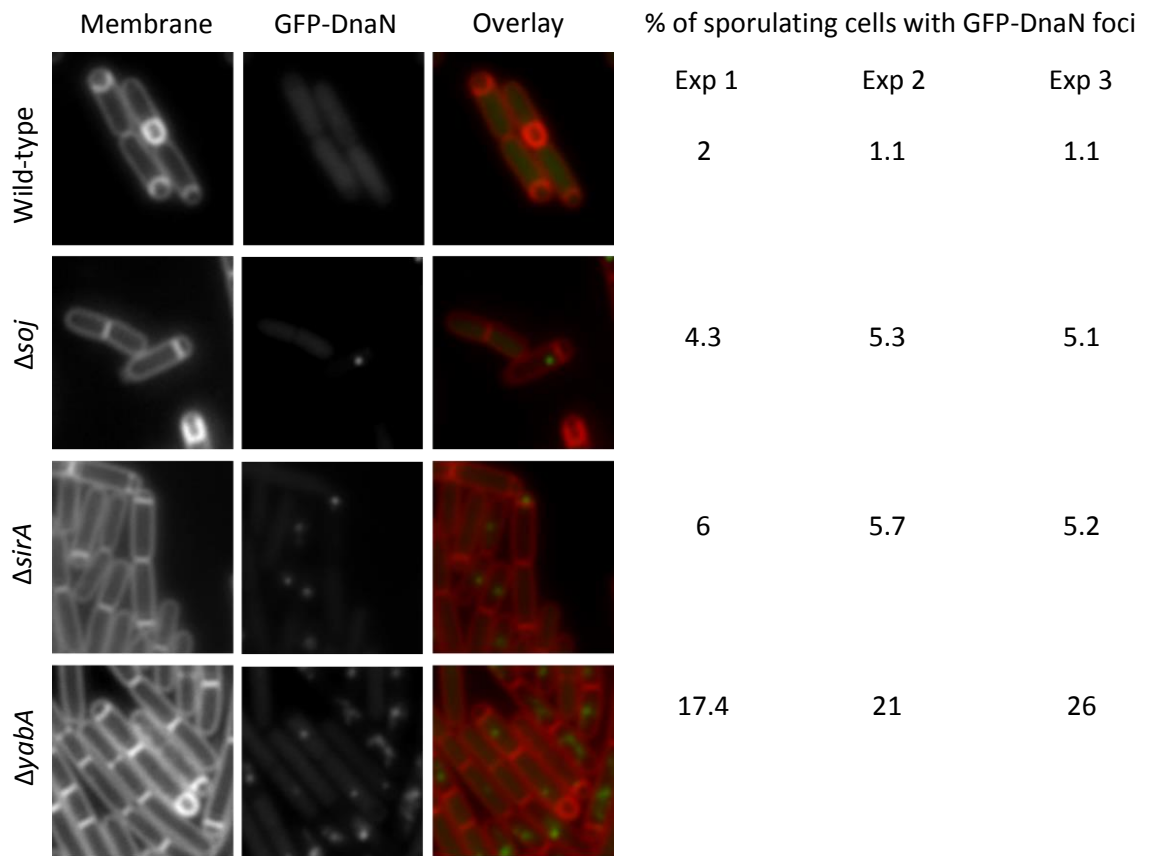 Membrane GFP-DnaN Overlay % of sporulating cells with GFP-DnaN foci
Exp 1 Exp 2 Exp 3
Wild-type 2 1.1 1.1
Δsoj 4.3 5.3 5.1
ΔsirA 6 5.7 5.2
ΔyabA 17.4 21 26